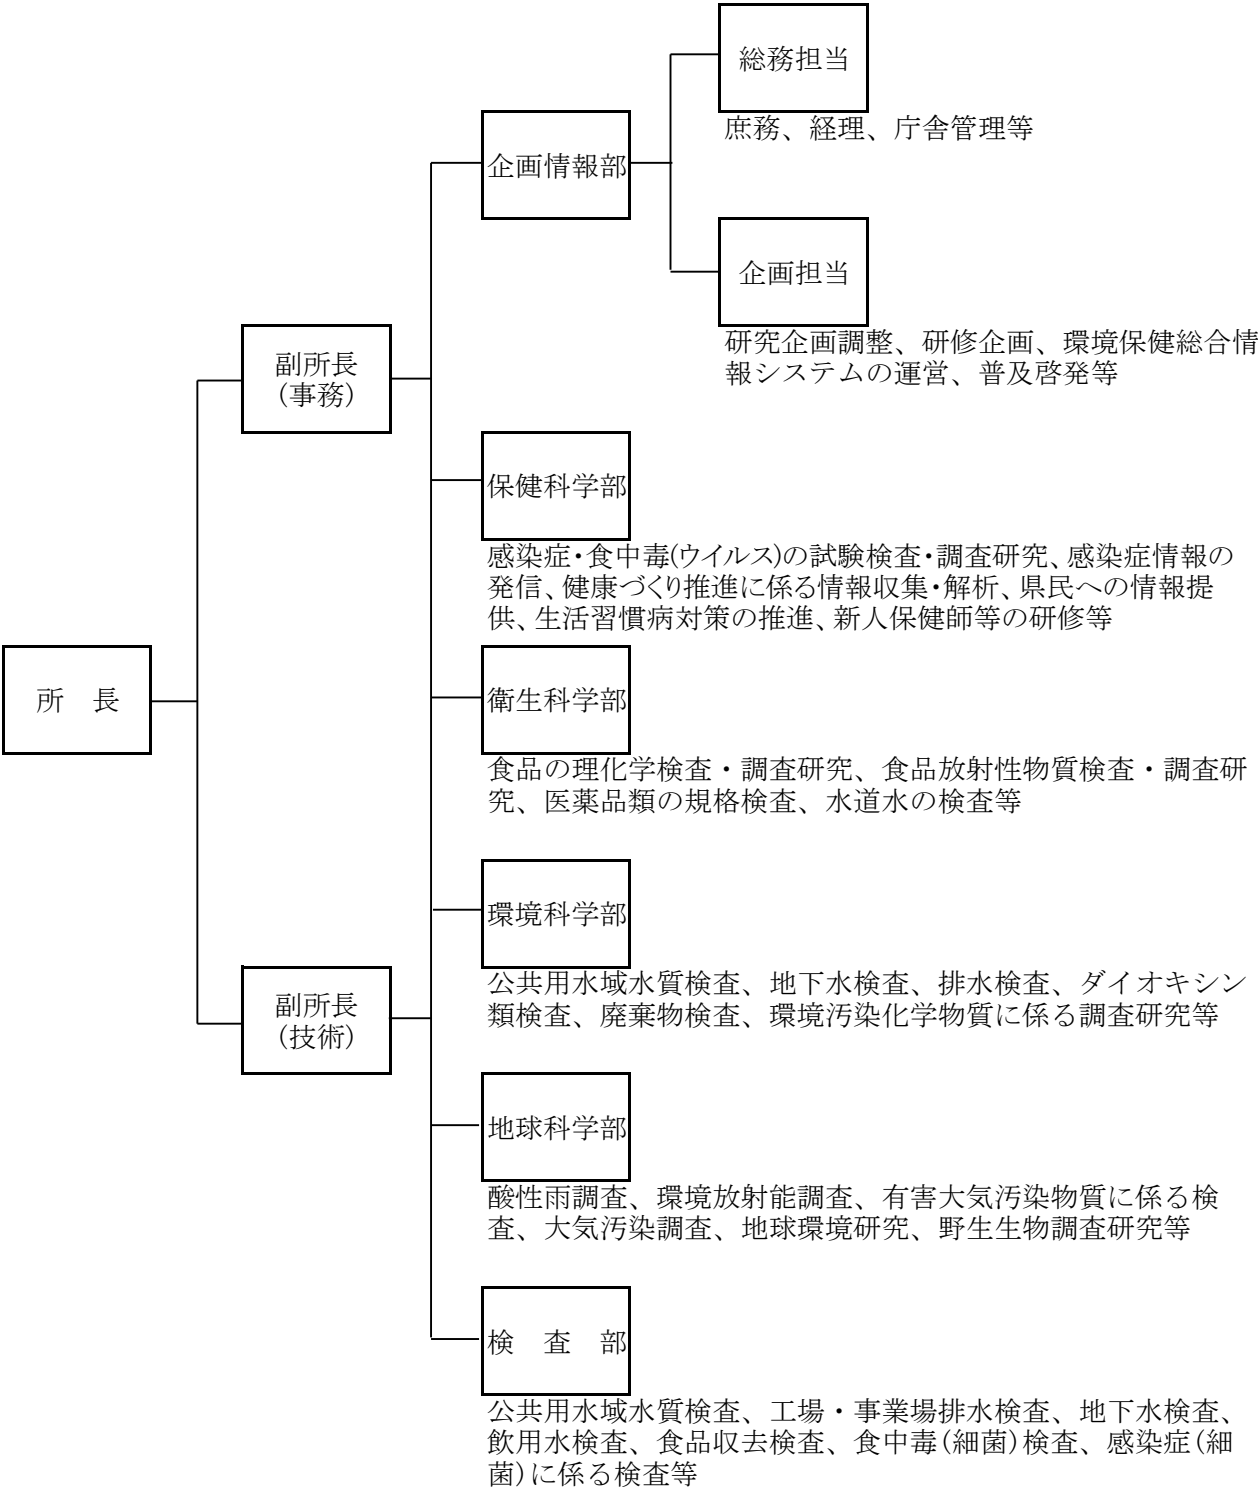 総務担当
庶務、経理、庁舎管理等
企画情報部
企画担当
研究企画調整、研修企画、環境保健総合情
報システムの運営、普及啓発等
副所長
(事務)
保健科学部
感染症・食中毒(ウイルス)の試験検査・調査研究、感染症情報の
発信、健康づくり推進に係る情報収集・解析、県民への情報提
供、生活習慣病対策の推進、新人保健師等の研修等
所　長
衛生科学部
食品の理化学検査・調査研究、食品放射性物質検査・調査研
究、医薬品類の規格検査、水道水の検査等
環境科学部
公共用水域水質検査、地下水検査、排水検査、ダイオキシン
類検査、廃棄物検査、環境汚染化学物質に係る調査研究等
副所長
(技術)
地球科学部
酸性雨調査、環境放射能調査、有害大気汚染物質に係る検
査、大気汚染調査、地球環境研究、野生生物調査研究等
検　査　部
公共用水域水質検査、工場・事業場排水検査、地下水検査、
飲用水検査、食品収去検査、食中毒(細菌)検査、感染症(細
菌)に係る検査等